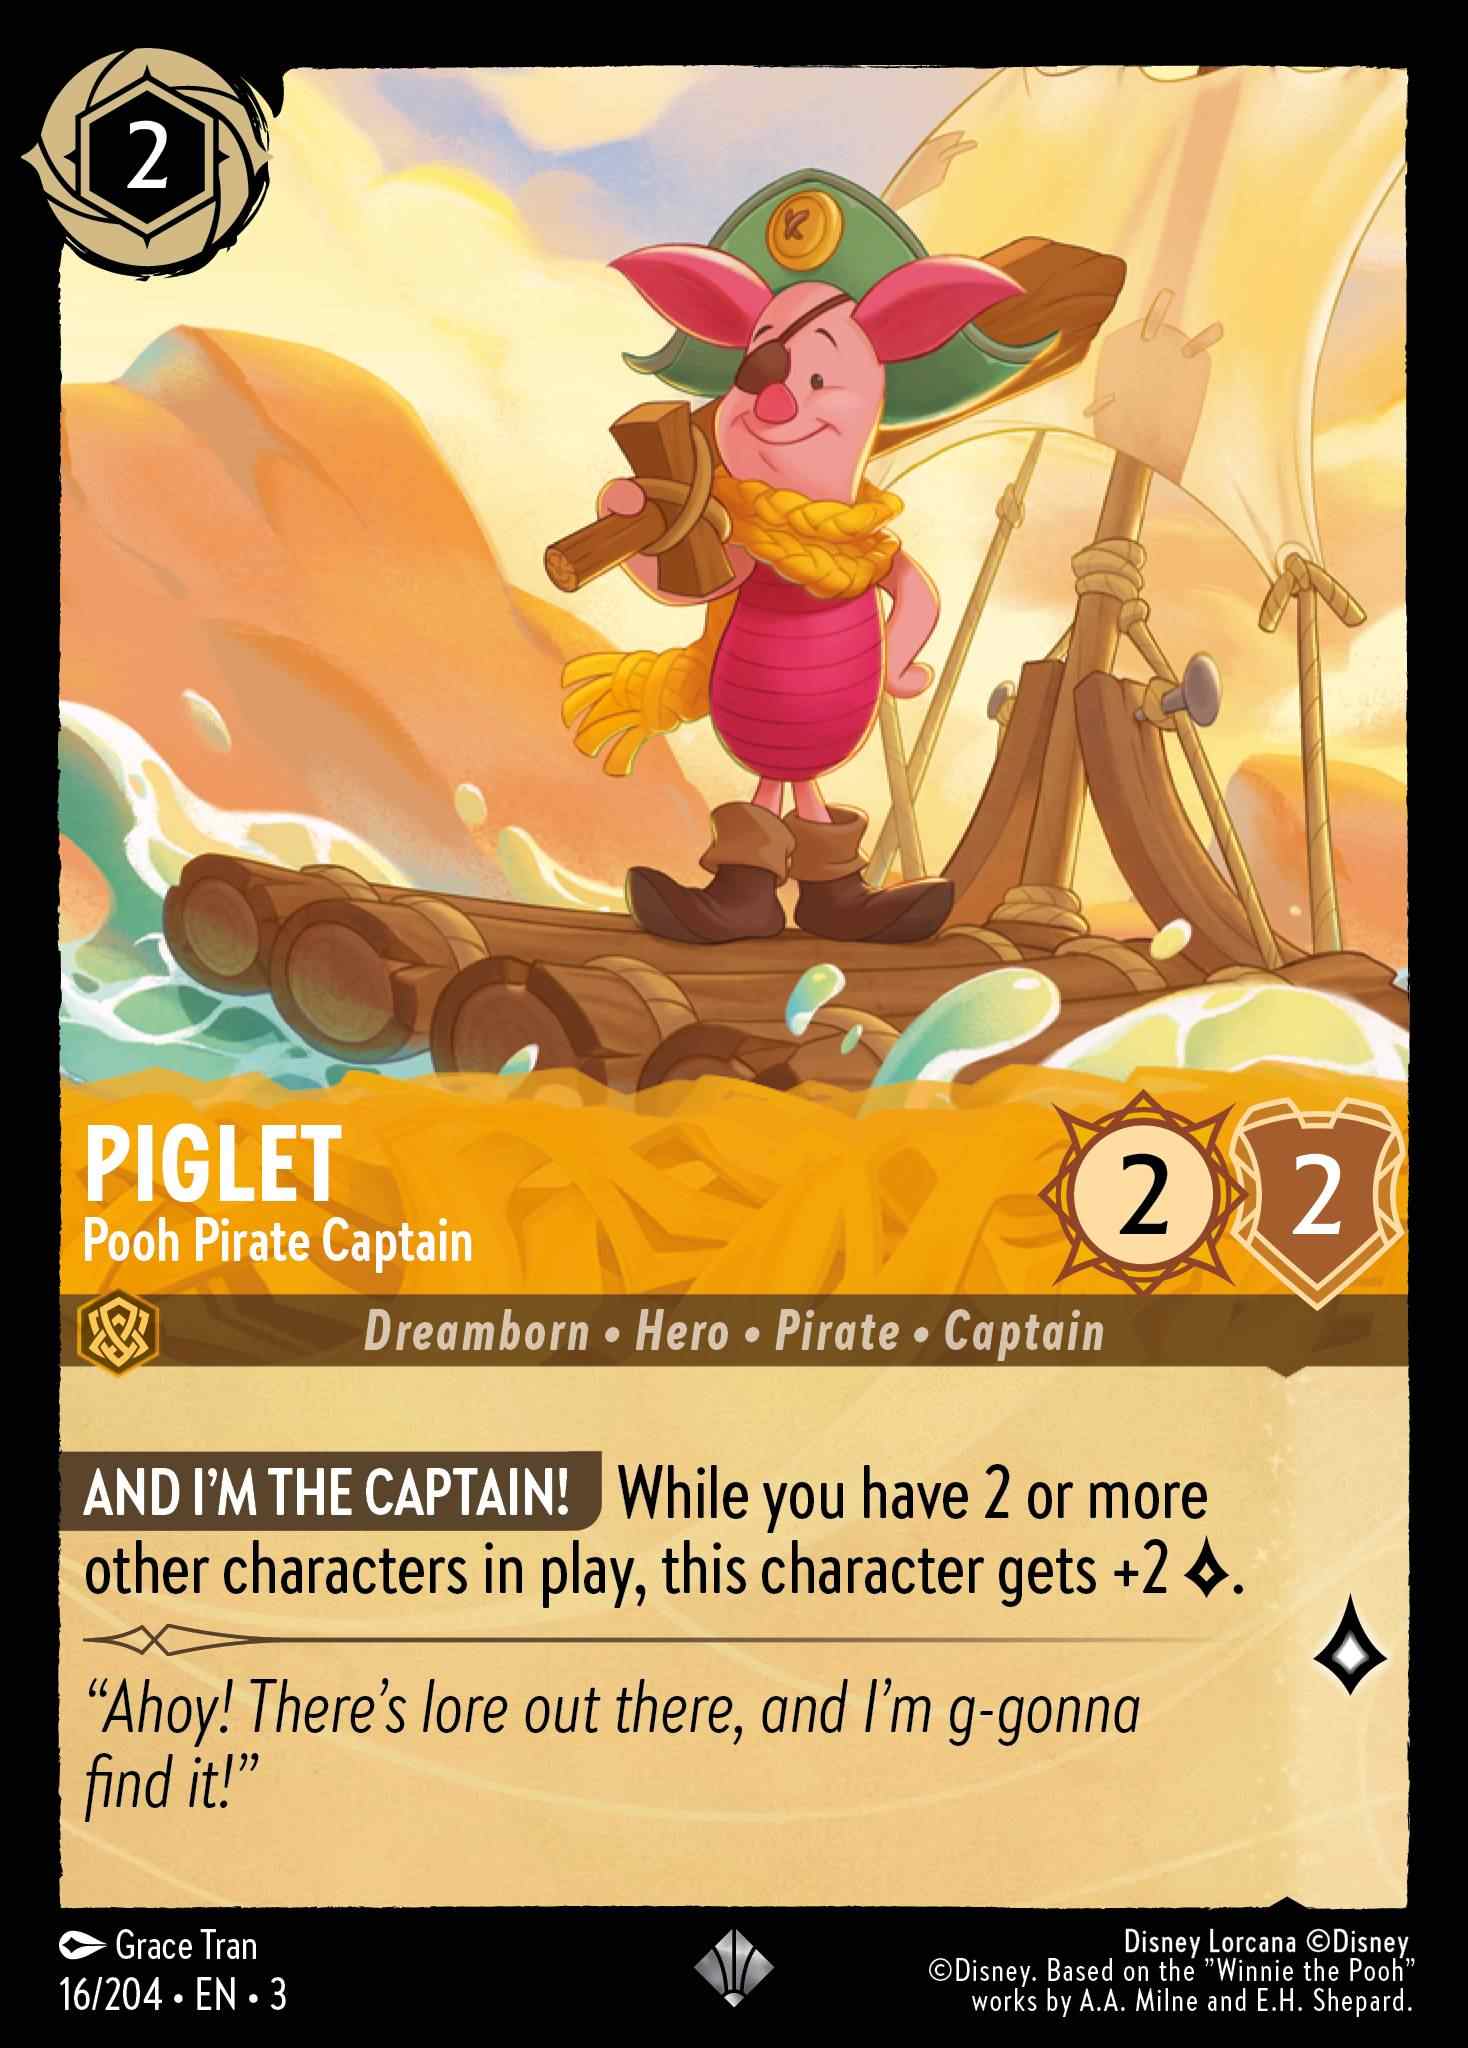 2
PIGLET
Pooh Pirate Captain
2
2
Dreamborn • Hero • Pirate • Captain
AND I'M THE CAPTAIN! While you have 2 or more
other characters in play, this character gets +2 .
“Ahoy! There’s lore out there, and I’m g-gonna
find it!”
Grace Tran
16/204 • EN • 3
Disney Lorcana ©Disney
©Disney. Based on the ”Winnie the Pooh”
works by A.A. Milne and E.H. Shepard.